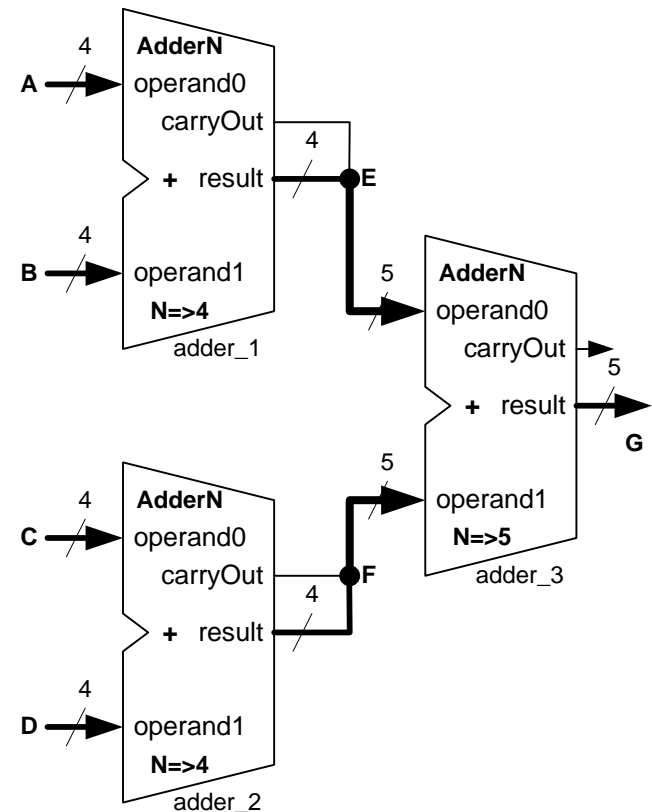 4
AdderN
A
operand0
carryOut
4
+ result
E
4
B
operand1
N=>4
adder_1
5
AdderN
operand0
carryOut
5
+ result
G
5
operand1
N=>5
adder_3
4
AdderN
C
operand0
carryOut
F
4
+ result
4
D
operand1
N=>4
adder_2